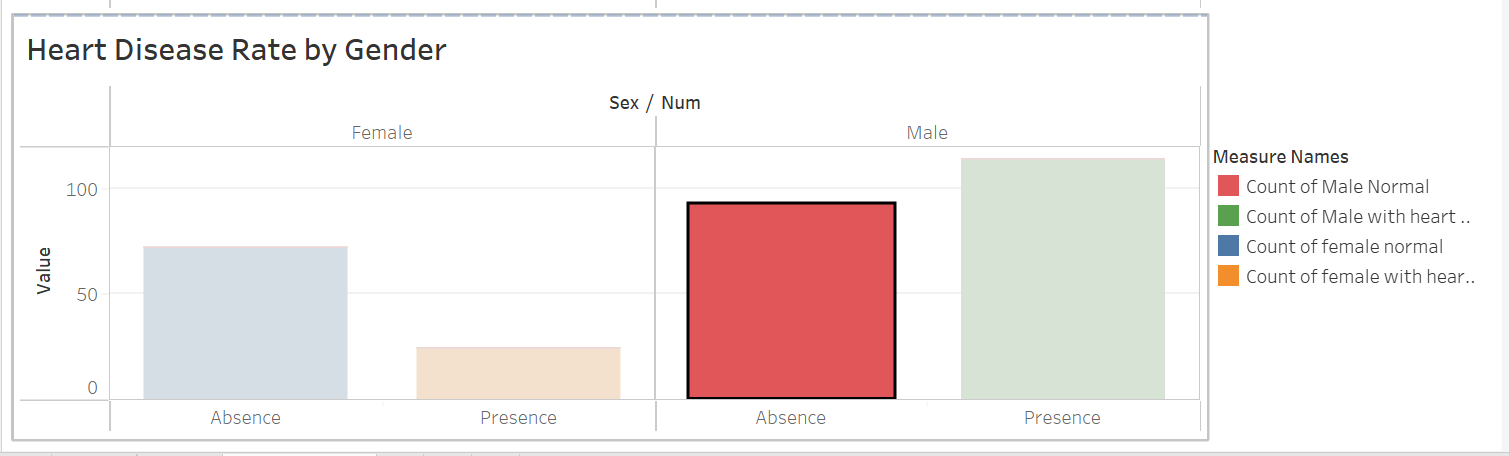 Heart Disease Rate by Gender
Sex / Num
Female
Male
Value
100
50
0
Absence
Presence
Absence
Presence
Measure Names
Count of Male Normal
Count of Male with heart ..
Count of female normal
Count of female with hear..